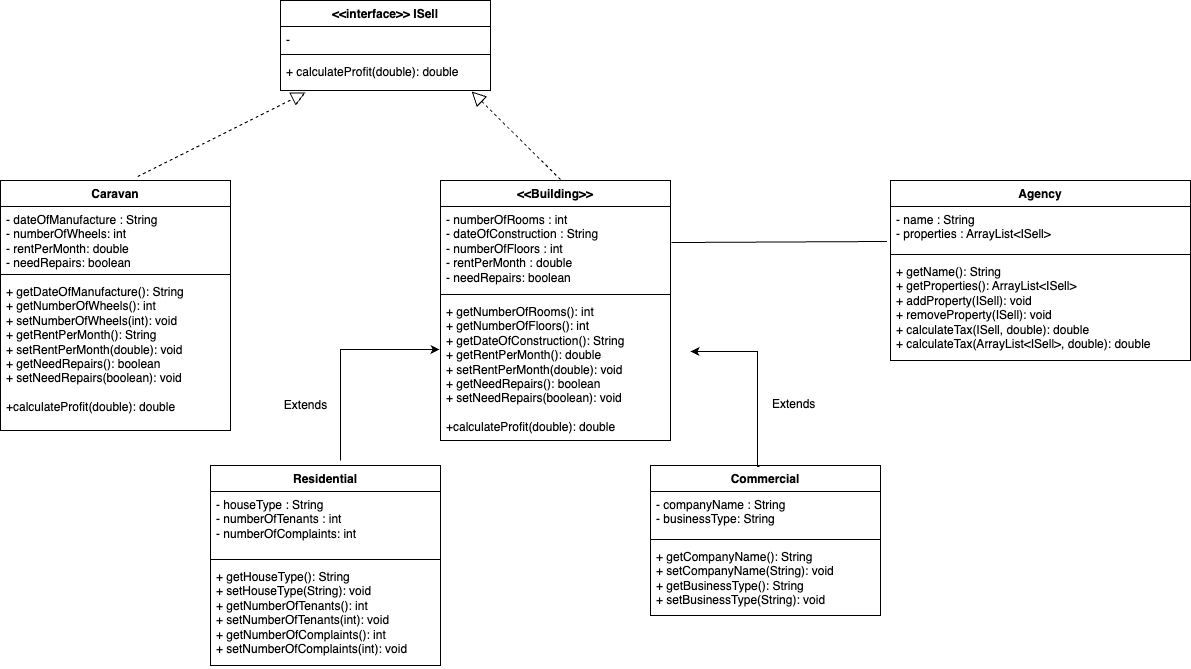 <<interface>> ISell
-
+ calculateProfit(double): double
Caravan
- dateOfManufacture : String
- numberOfWheels: int
- rentPerMonth: double
- needRepairs: boolean
+ getDateOfManufacture(): String
+ getNumberOfWheels(): int
+ setNumberOfWheels(int): void
+ getRentPerMonth(): String
+ setRentPerMonth(double): void
+ getNeedRepairs(): boolean
+ setNeedRepairs(boolean): void
+calculateProfit(double): double
<<Building>>
- numberOfRooms : int
- dateOfConstruction : String
- numberOfFloors : int
- rentPerMonth : double
- needRepairs: boolean
+ getNumberOfRooms(): int
+ getNumberOfFloors(): int
+ getDateOfConstruction(): String
+ getRentPerMonth(): double
+ setRentPerMonth(double): void
+ getNeedRepairs(): boolean
+ setNeedRepairs(boolean): void
+calculateProfit(double): double
Agency
- name : String
- properties : ArrayList<ISell>
+ getName(): String
+ getProperties(): ArrayList<ISell>
+ addProperty(ISell): void
+ removeProperty(ISell): void
+ calculateTax(ISell, double): double
+ calculateTax(ArrayList<ISell>, double): double
Extends
Extends
Residential
- houseType : String
- numberOfTenants : int
- numberOfComplaints: int
+ getHouseType(): String
+ setHouseType(String): void
+ getNumberOfTenants(): int
+ setNumberOfTenants(int): void
+ getNumberOfComplaints(): int
+ setNumberOfComplaints(int): void
Commercial
- companyName : String
- businessType: String
+ getCompanyName(): String
+ setCompanyName(String): void
+ getBusinessType(): String
+ setBusinessType(String): void